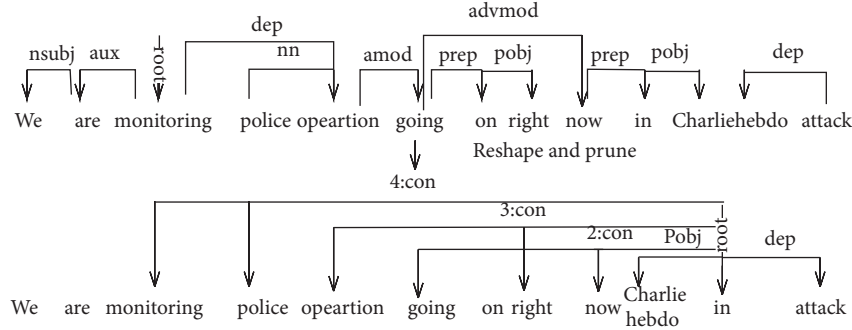 advmod
dep
nsubj aux root nn amod prep pobj prep pobj dep
We are monitoring police opeartion going on right now in Charliehebdo attack
Reshape and prune
4:con
3:con
2:con Pobj root dep
We are monitoring police opeartion going on right now Charlie hebdo in attack